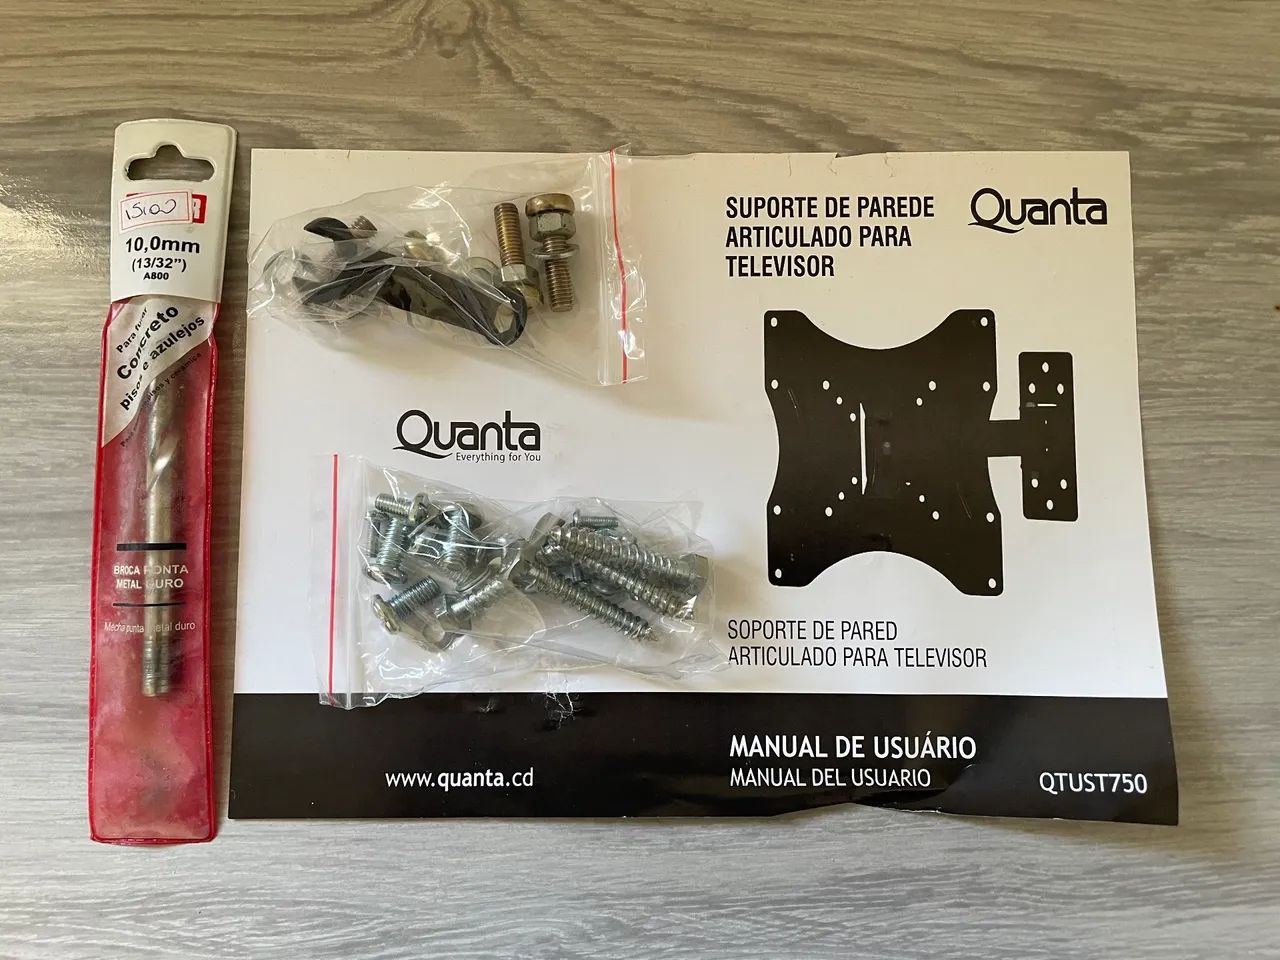 15,00
R
10,0mm
(13/32")
A800
Para furar
Concreto
pisos e azulejos
BROCA PONTA
METAL DURO
Mecha punta metal duro
SUPORTE DE PAREDE
ARTICULADO PARA
TELEVISOR
Quanta
Quanta
Everything for You
SOPORTE DE PARED
ARTICULADO PARA TELEVISOR
www.quanta.cd
MANUAL DE USUÁRIO
MANUAL DEL USUARIO
QTUST750